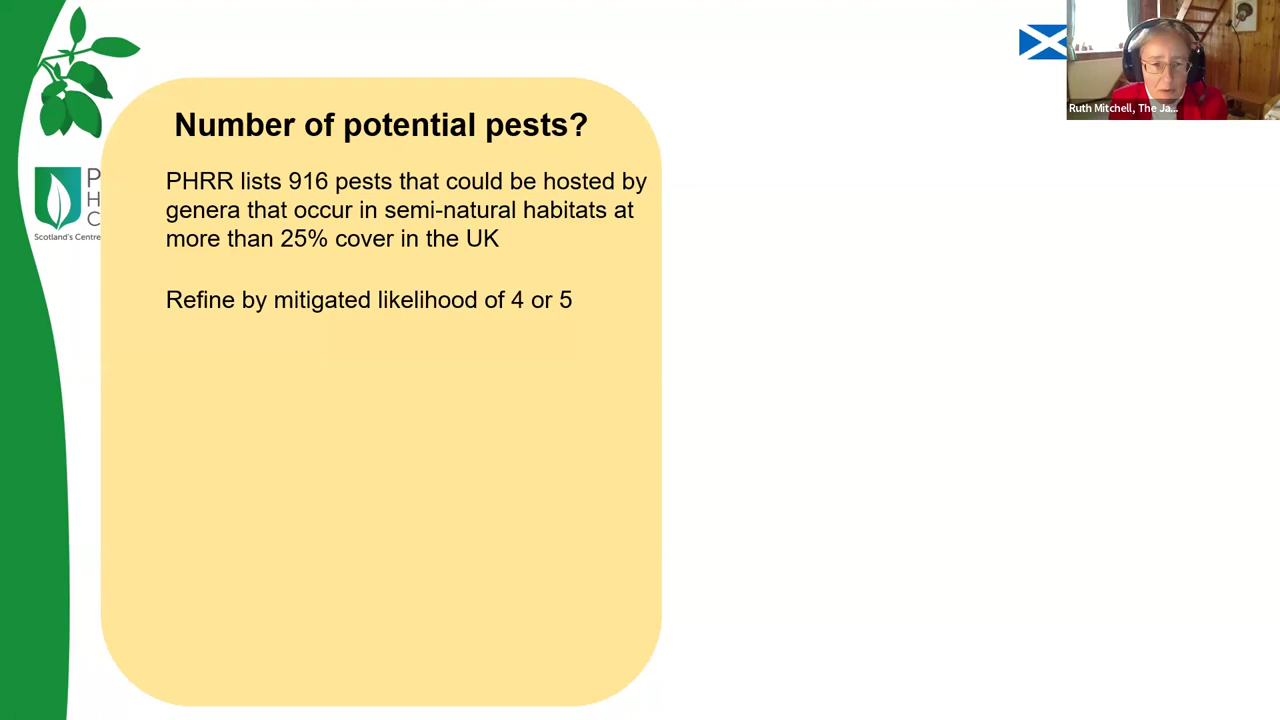 Number of potential pests?
PHRR lists 916 pests that could be hosted by
genera that occur in semi-natural habitats at
more than 25% cover in the UK
Refine by mitigated likelihood of 4 or 5
P
H
C
Scotland's Centre
Ruth Mitchell, The Ja...